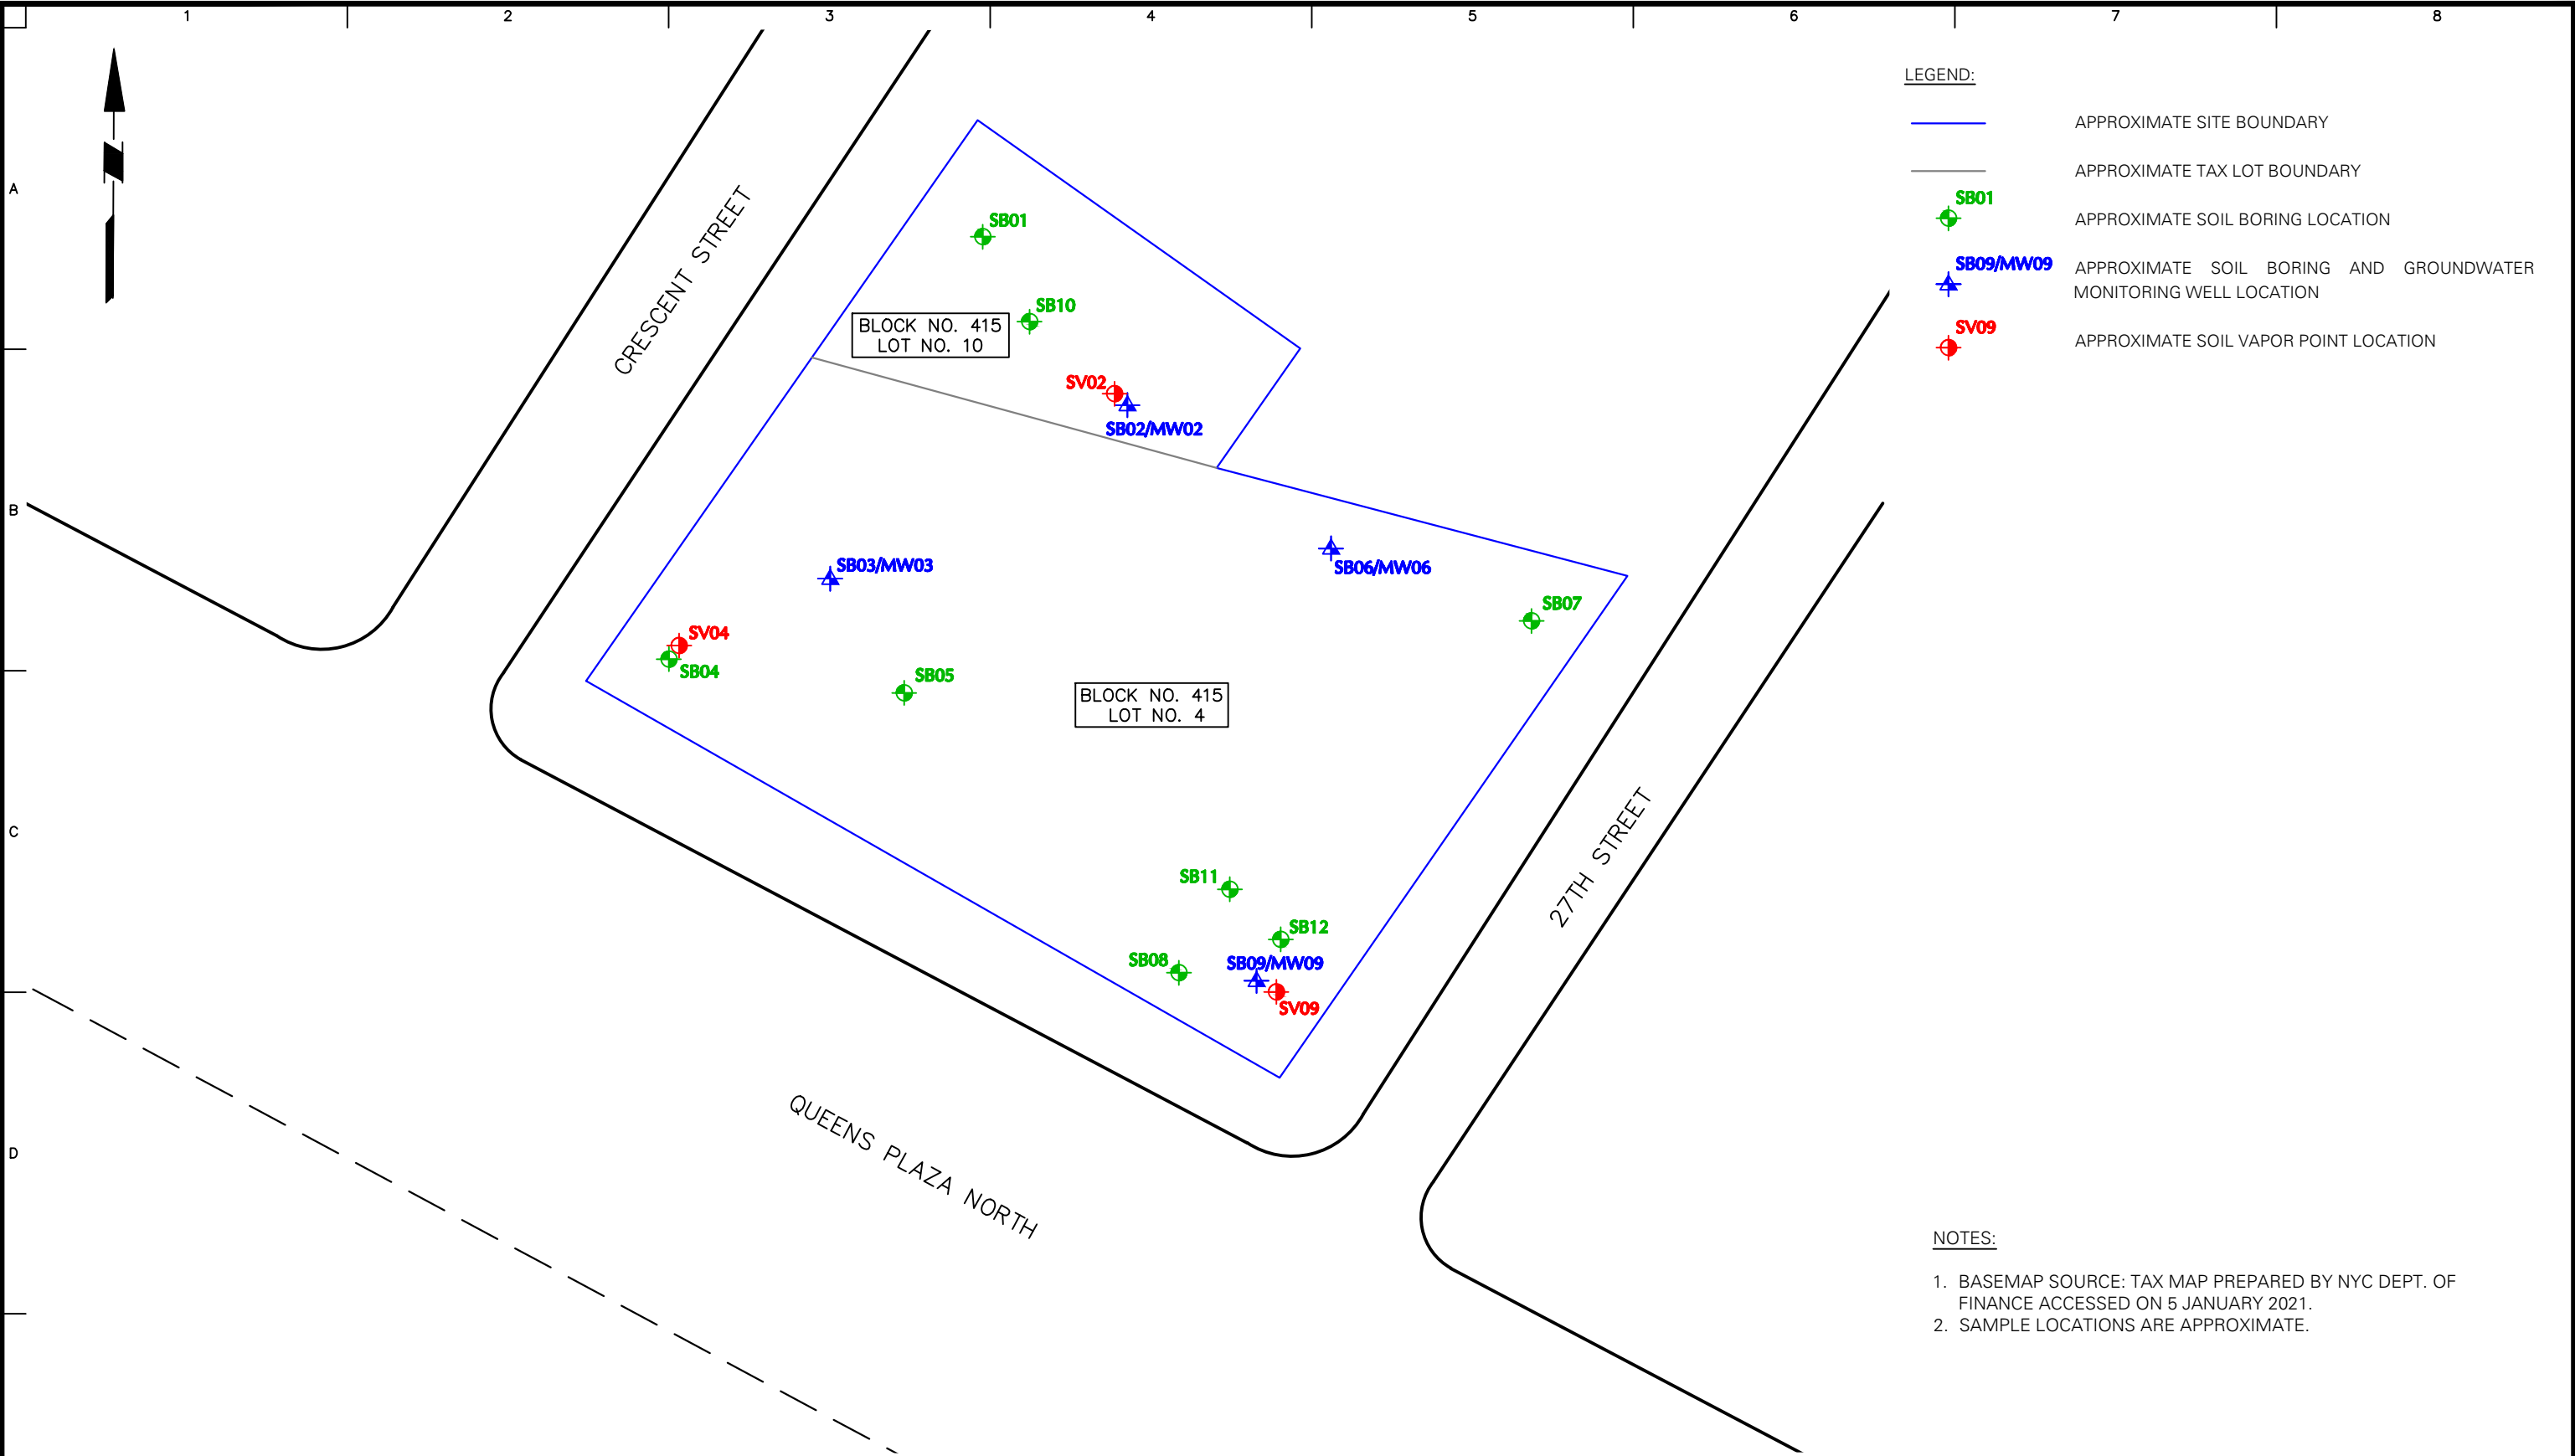 1 2 3 4 5 6 7 8
A
B
C
D
N
CRESCENT STREET
27TH STREET
QUEENS PLAZA NORTH
SB01
SB10
BLOCK NO. 415
LOT NO. 10
SV02
SB02/MW02
SB03/MW03
SB06/MW06
SB07
SV04
SB04
SB05
BLOCK NO. 415
LOT NO. 4
SB11
SB12
SB08
SB09/MW09
SV09
LEGEND:
APPROXIMATE SITE BOUNDARY
APPROXIMATE TAX LOT BOUNDARY
SB01
APPROXIMATE SOIL BORING LOCATION
SB09/MW09
APPROXIMATE SOIL BORING AND GROUNDWATER
MONITORING WELL LOCATION
SV09
APPROXIMATE SOIL VAPOR POINT LOCATION
NOTES:
1. BASEMAP SOURCE: TAX MAP PREPARED BY NYC DEPT. OF
FINANCE ACCESSED ON 5 JANUARY 2021.
2. SAMPLE LOCATIONS ARE APPROXIMATE.